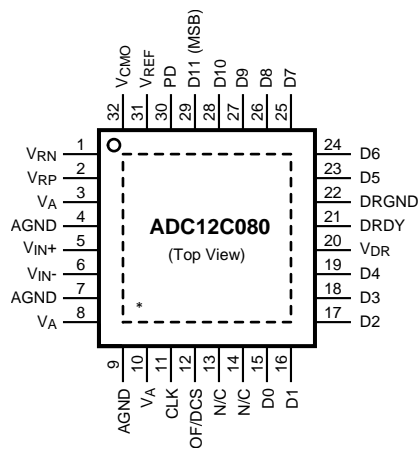 VCMO
VREF
PD
D11 (MSB)
D10
D9
D8
D7
32
31
30
29
28
27
26
25
VRN 1
VRP 2
VA 3
AGND 4
VIN+ 5
VIN- 6
AGND 7
VA 8
ADC12C080
(Top View)
*
24 D6
23 D5
22 DRGND
21 DRDY
20 VDR
19 D4
18 D3
17 D2
9
10
11
12
13
14
15
16
AGND
VA
CLK
OF/DCS
N/C
N/C
D0
D1